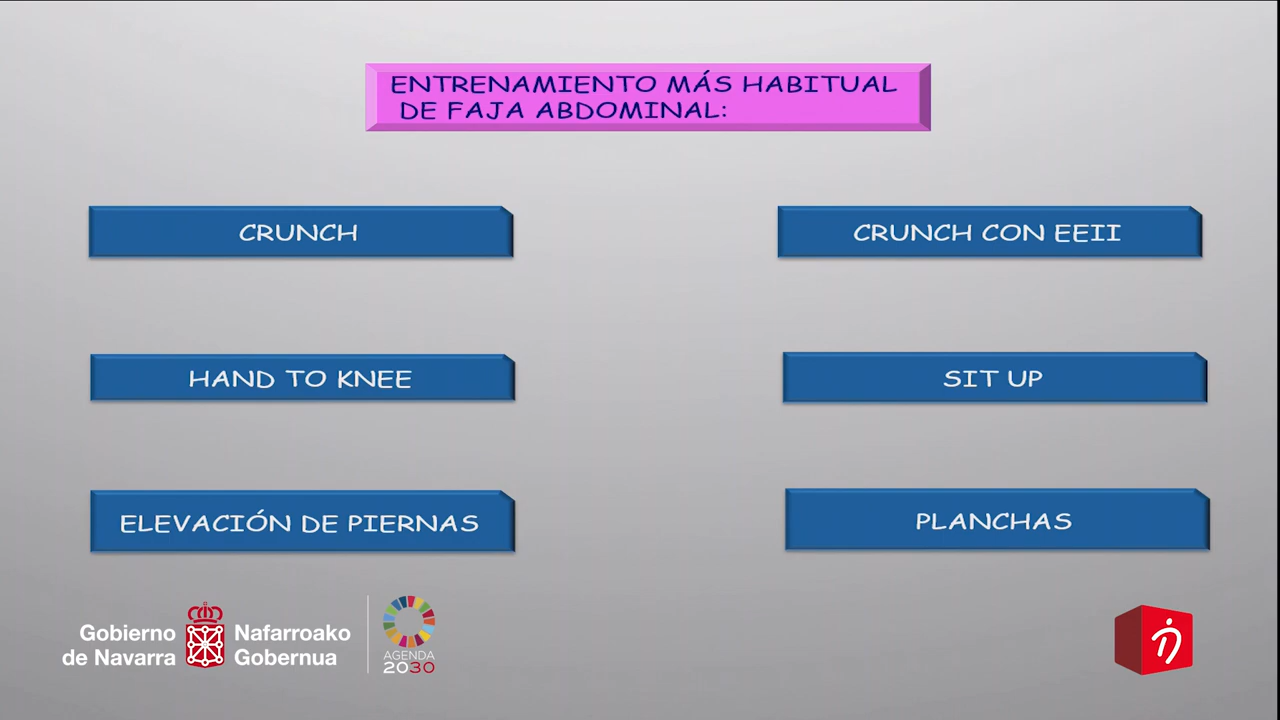 ENTRENAMIENTO MÁS HABITUAL
DE FAJA ABDOMINAL:
CRUNCH
CRUNCH CON EEII
HAND TO KNEE
SIT UP
ELEVACIÓN DE PIERNAS
PLANCHAS
Gobierno
de Navarra
Nafarroako
Gobernua
AGENDA
2030